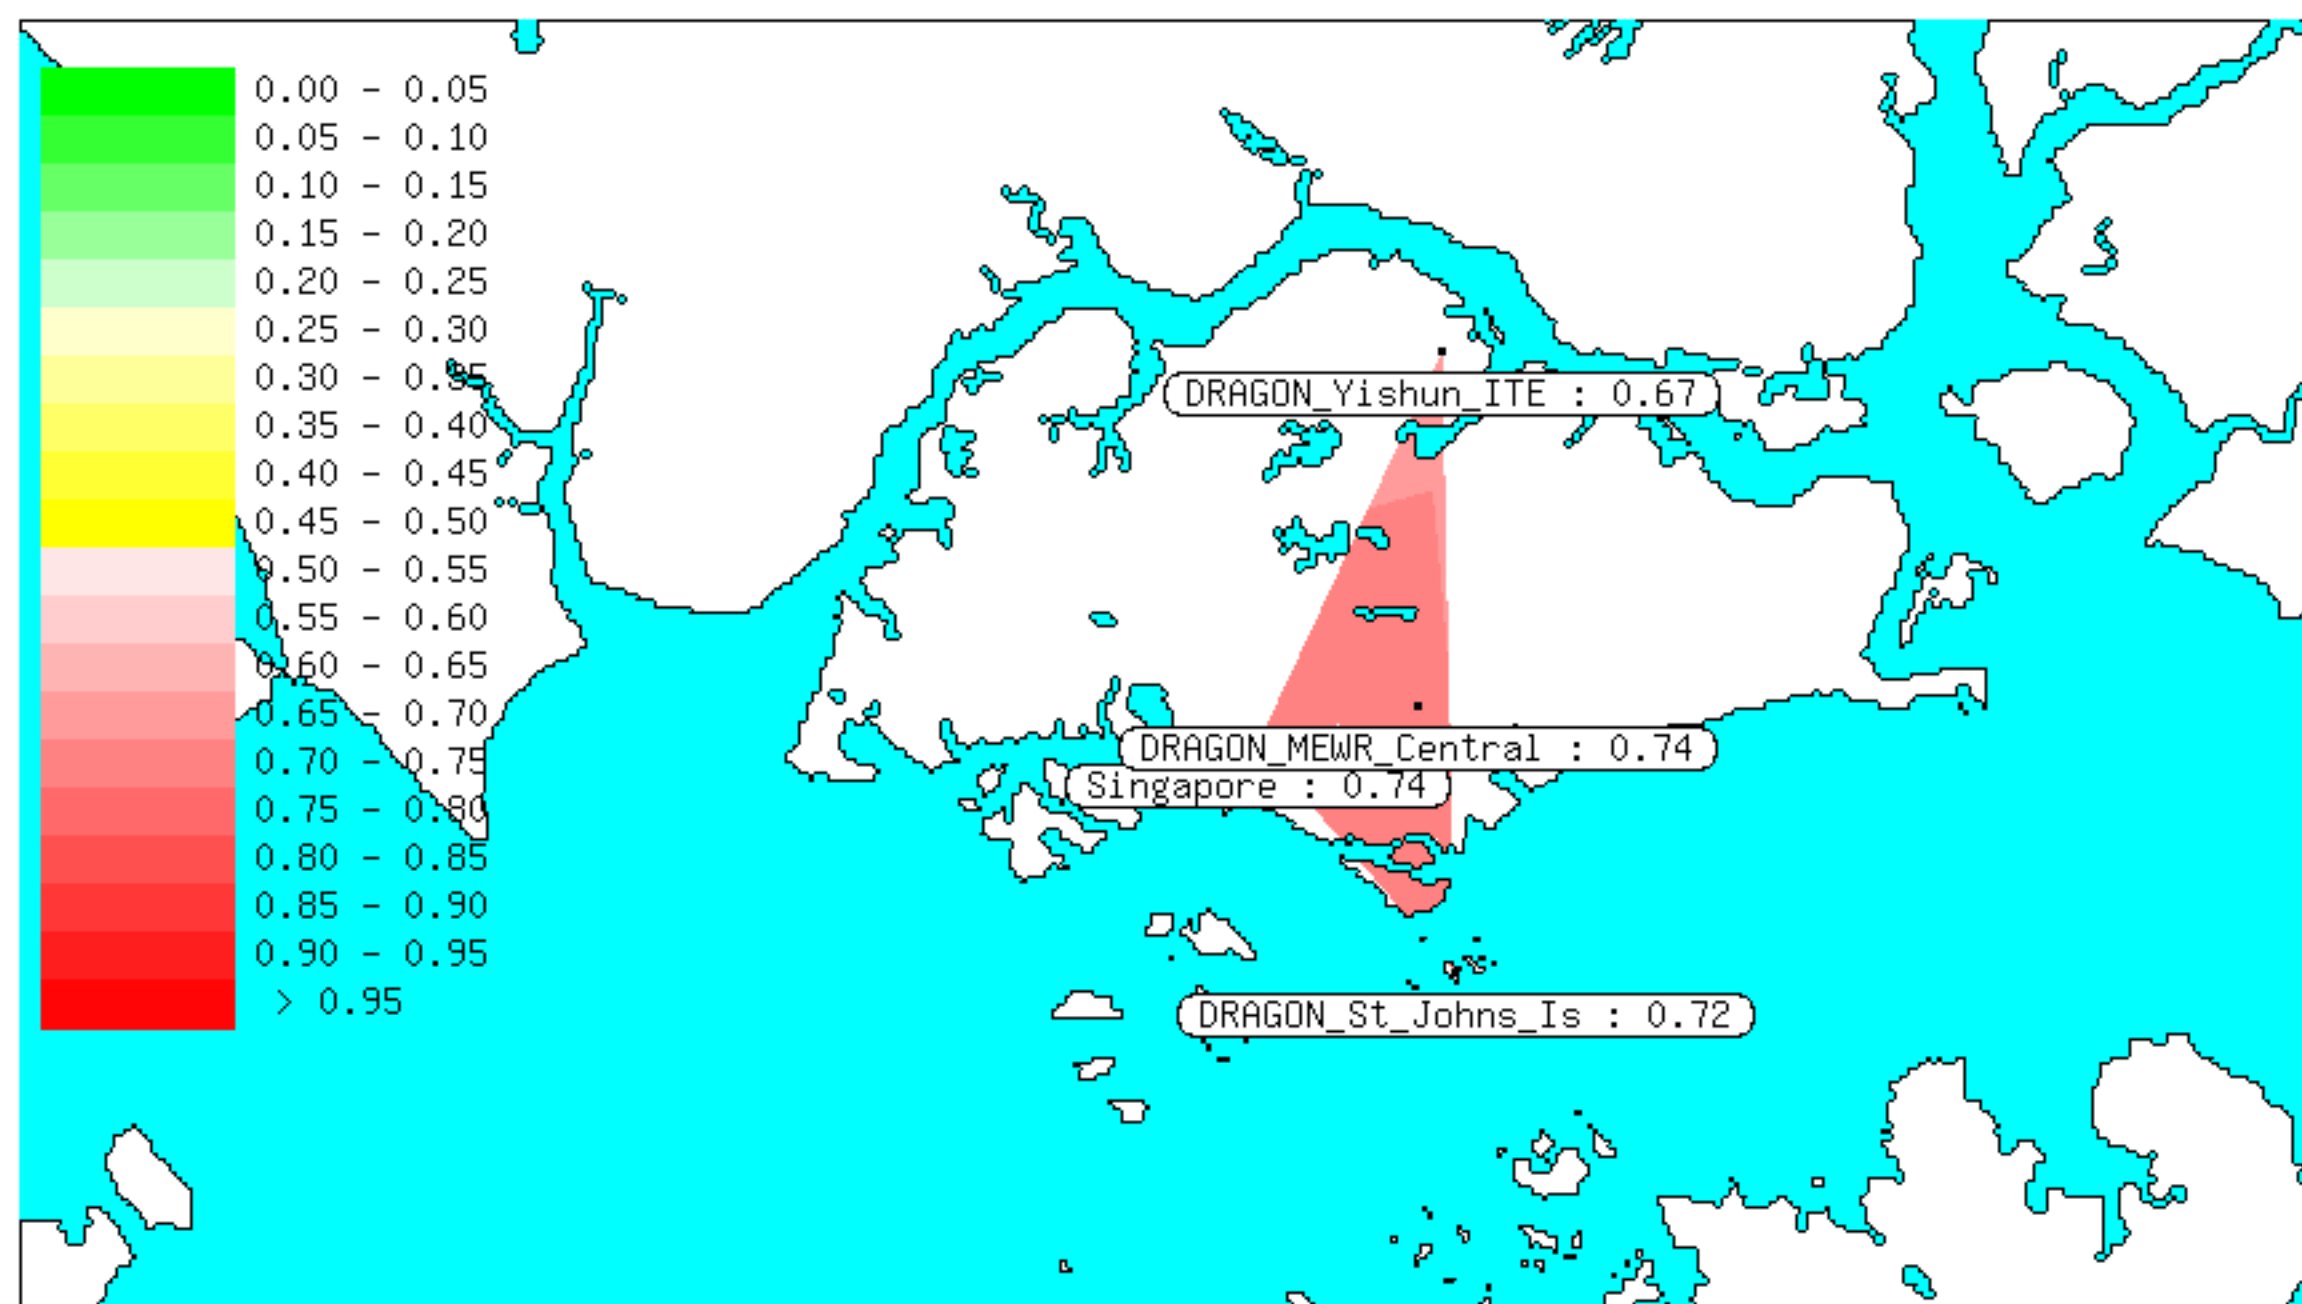 0.00 - 0.05
0.05 - 0.10
0.10 - 0.15
0.15 - 0.20
0.20 - 0.25
0.25 - 0.30
0.30 - 0.35
0.35 - 0.40
0.40 - 0.45
0.45 - 0.50
0.50 - 0.55
0.55 - 0.60
0.60 - 0.65
0.65 - 0.70
0.70 - 0.75
0.75 - 0.80
0.80 - 0.85
0.85 - 0.90
0.90 - 0.95
> 0.95
DRAGON_Yishun_ITE : 0.67
DRAGON_MEWR_Central : 0.74
Singapore : 0.74
DRAGON_St_Johns_Is : 0.72